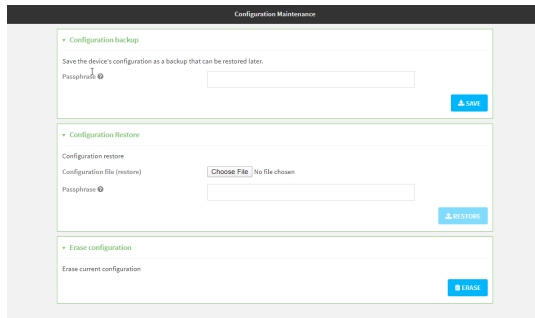 Configuration Maintenance
Configuration backup
Save the device's configuration as a backup that can be restored later.
Passphrase
SAVE
Configuration Restore
Configuration restore
Configuration file (restore) Choose File No file chosen
Passphrase
RESTORE
Erase configuration
Erase current configuration
ERASE